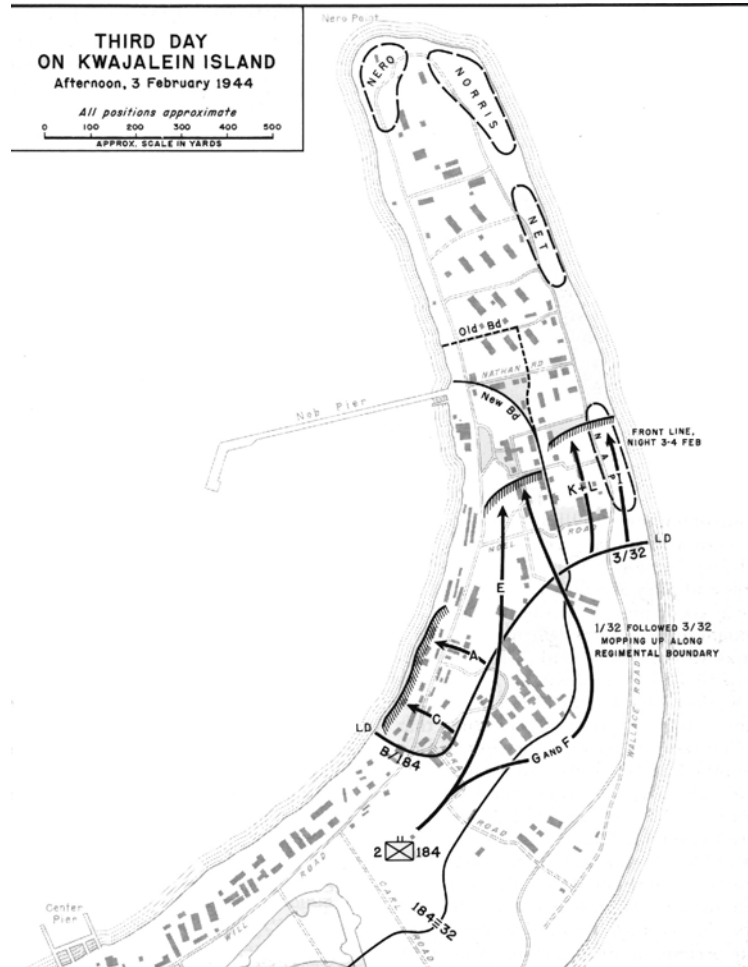 THIRD DAY
ON KWAJALEIN ISLAND
Afternoon, 3 February 1944
All positions approximate
0 100 200 300 400 500
APPROX. SCALE IN YARDS
Nero Point
NERO
NORRIS
NET
Old Bd
NATHAN RD
New Bd
Nob Pier
FRONT LINE,
NIGHT 3-4 FEB
NAP
K+L
I
NOEL ROAD
LD
3/32
E
1/32 FOLLOWED 3/32
MOPPING UP ALONG
REGIMENTAL BOUNDARY
A
C
WALLACE ROAD
LD
B/184
G AND F
ROAD
2 184
WILL ROAD
CARL ROAD
184 32
Center
Pier